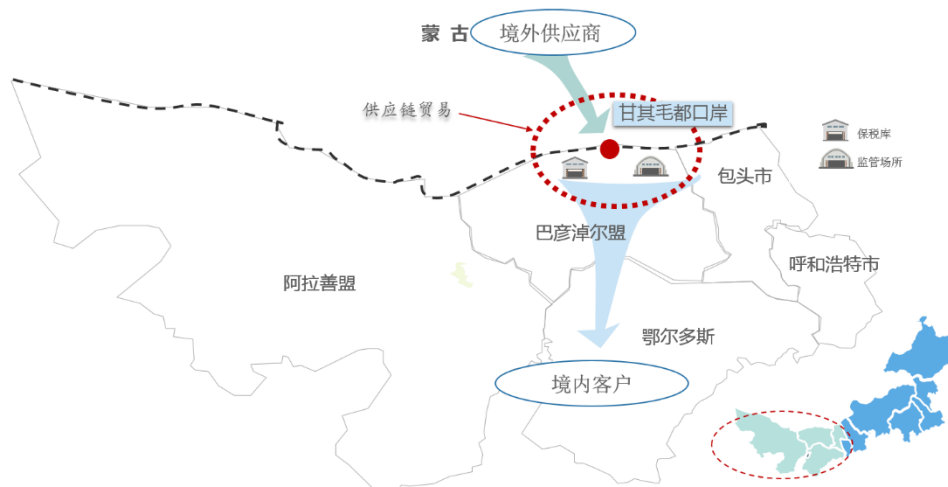 蒙 古
境外供应商
供应链贸易
甘其毛都口岸
保税库
监管场所
包头市
巴彦淖尔盟
呼和浩特市
阿拉善盟
鄂尔多斯
境内客户